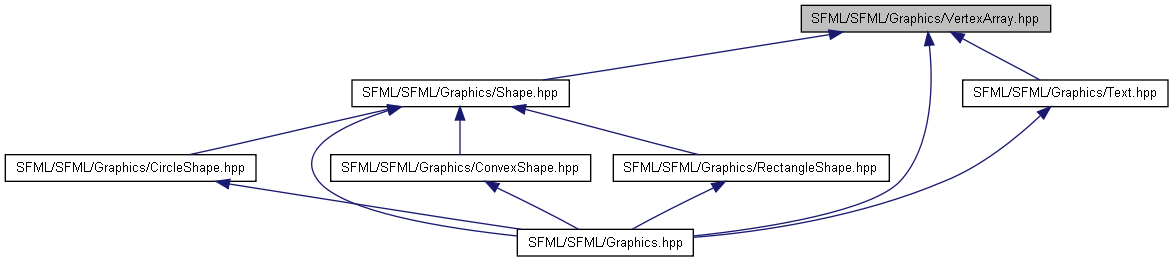 SFML/SFML/Graphics/VertexArray.hpp
SFML/SFML/Graphics/Shape.hpp
SFML/SFML/Graphics/Text.hpp
SFML/SFML/Graphics/CircleShape.hpp
SFML/SFML/Graphics/ConvexShape.hpp
SFML/SFML/Graphics/RectangleShape.hpp
SFML/SFML/Graphics.hpp